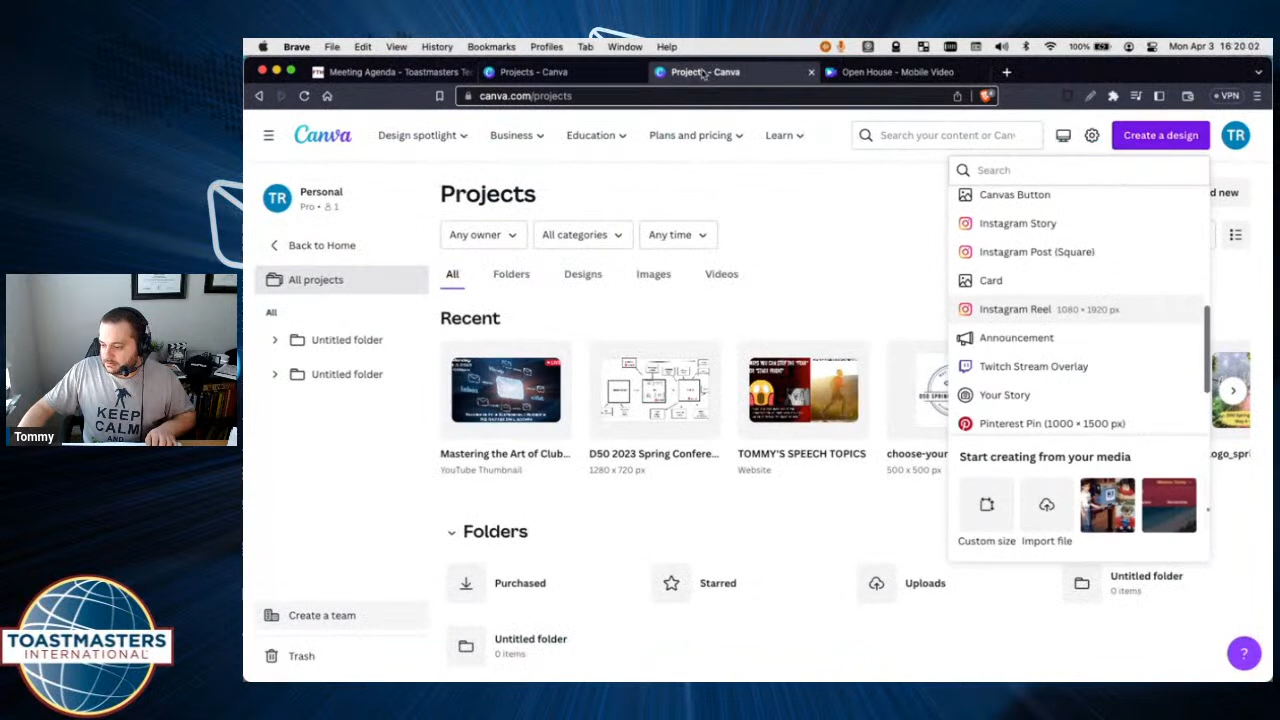 Brave File Edit View History Bookmarks Profiles Tab Window Help 100% Mon Apr 3 16:20:02
Meeting Agenda - Toastmasters Te Projects - Canva Projects - Canva Open House - Mobile Video
canva.com/projects VPN
Canva Design spotlight Business Education Plans and pricing Learn Search your content or Can Create a design TR
TR Personal
Pro • 1
Back to Home
All projects
All
Untitled folder
Untitled folder
Create a team
Trash
Projects
Any owner All categories Any time
All Folders Designs Images Videos
Recent
Mastering the Art of Club...
YouTube Thumbnail
D50 2023 Spring Confere...
1280 x 720 px
TOMMY'S SPEECH TOPICS
Website
choose-your
500 x 500 px
Folders
Purchased
Starred
Uploads
Untitled folder
0 items
Untitled folder
0 items
Search
Canvas Button
Instagram Story
Instagram Post (Square)
Card
Instagram Reel 1080 × 1920 px
Announcement
Twitch Stream Overlay
Your Story
Pinterest Pin (1000 × 1500 px)
Start creating from your media
Custom size Import file
d new
?
KEEP
CALM
AND
Tommy
TOASTMASTERS
INTERNATIONAL